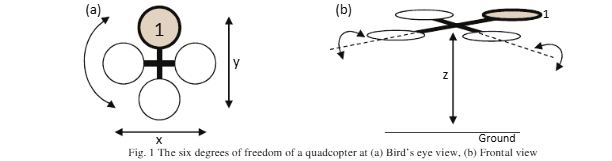 (a)
1
y
x
(b)
1
z
Ground
Fig. 1 The six degrees of freedom of a quadcopter at (a) Bird's eye view, (b) Frontal view